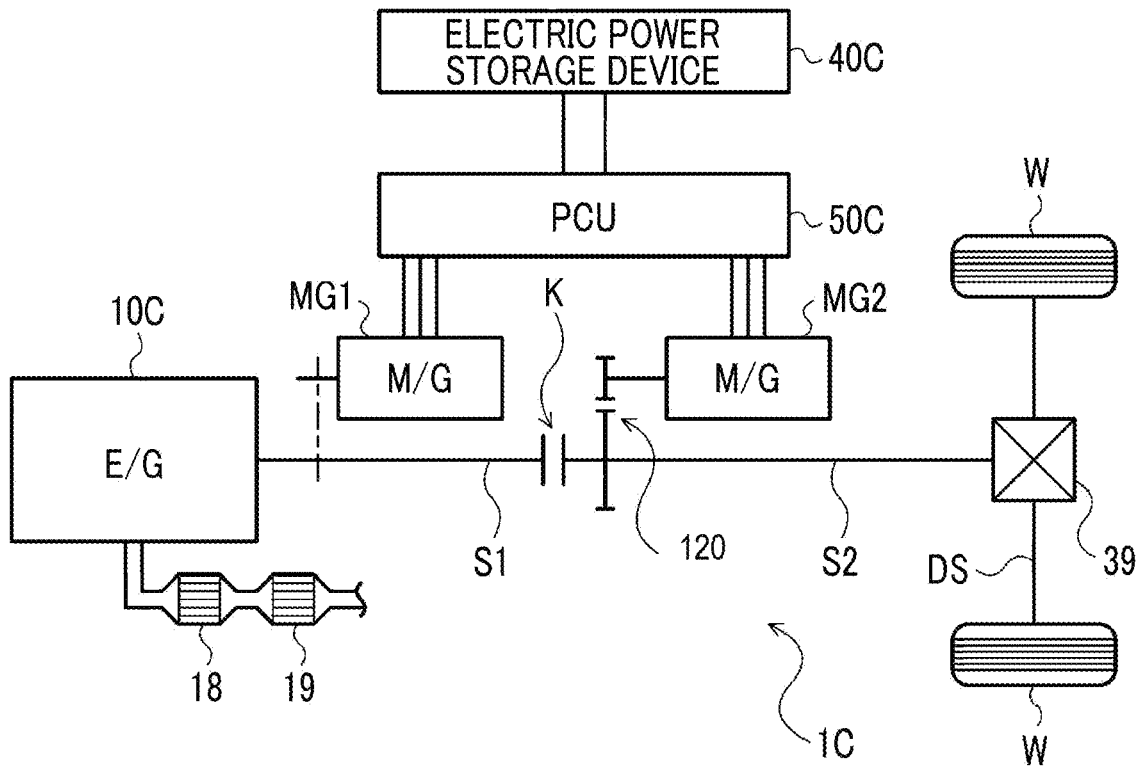 ELECTRIC POWER
STORAGE DEVICE
40C
PCU
50C
W
10C
MG1
K
MG2
M/G
M/G
E/G
S1
120
S2
DS
39
18
19
1C
W